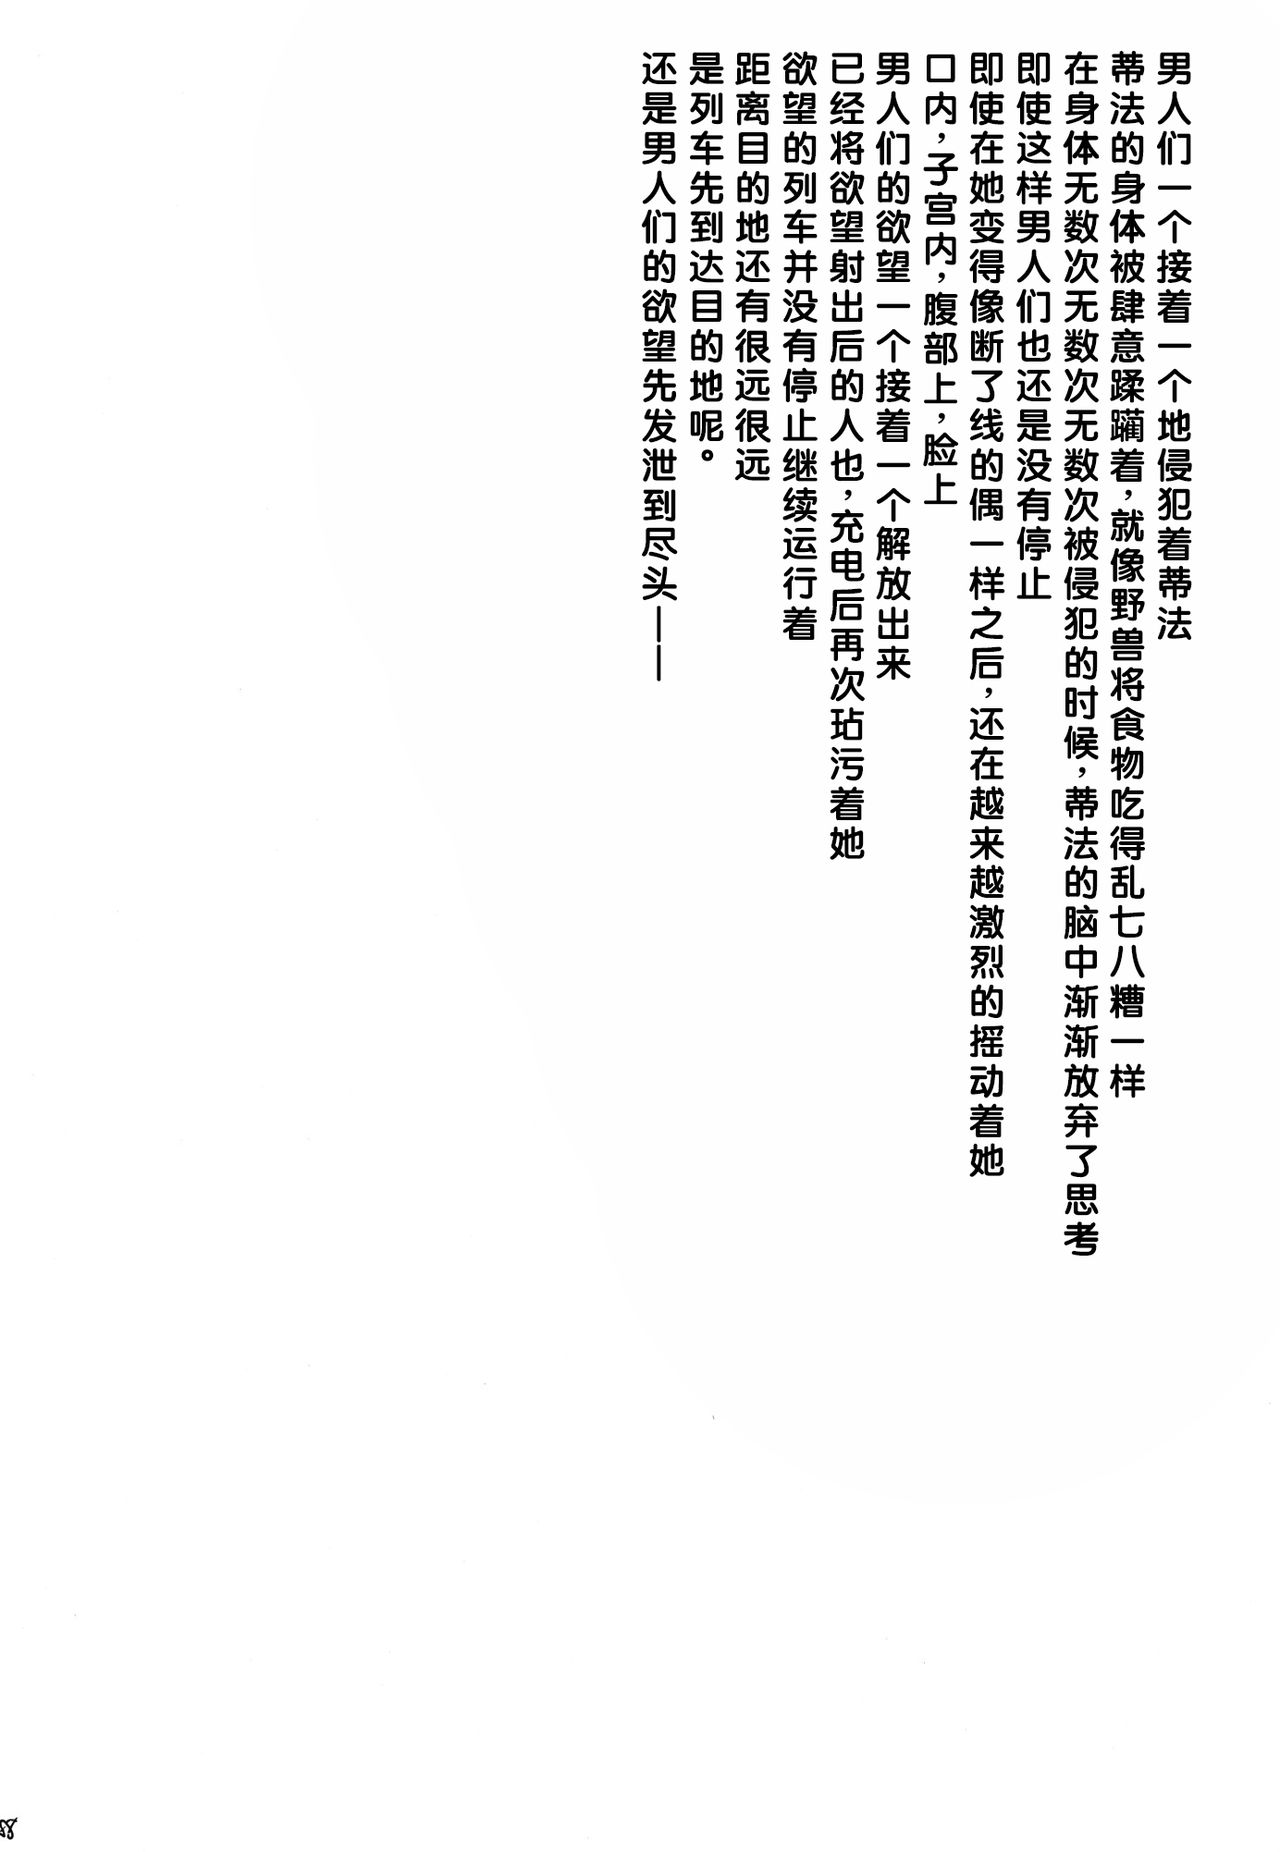 男人们一个接着一个地侵犯着蒂法
蒂法的身体被肆意蹂躏着，就像野兽将食物吃得乱七八糟一样
在身体无数次无数次无数次被侵犯的时候，蒂法的脑中渐渐放弃了思考
即使这样男人们也还是没有停止
即使在她变得像断了线的偶一样之后，还在越来越激烈的摇动着她
口内，子宫内，腹部上，脸上
男人们的欲望一个接着一个解放出来
已经将欲望射出后的人也，充电后再次玷污着她
欲望的列车并没有停止继续运行着
距离目的地还有很远很远
是列车先到达目的地呢。
还是男人们的欲望先发泄到尽头——